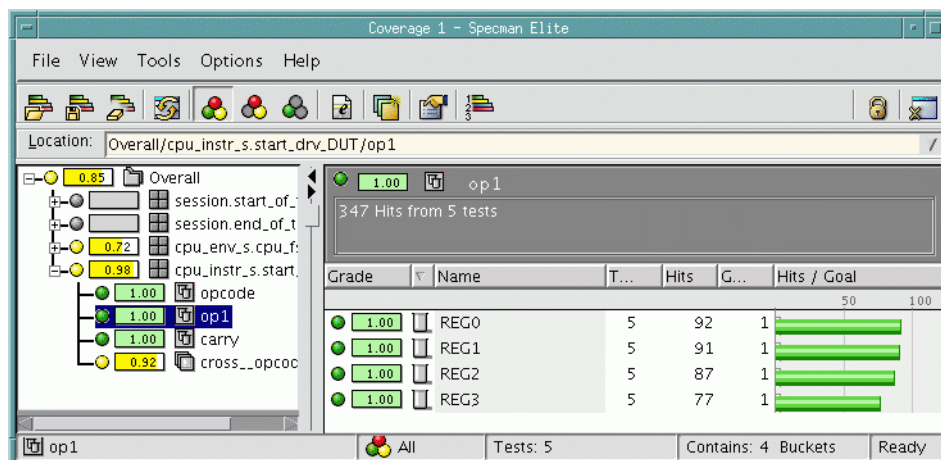 Coverage 1 - Specman Elite
File View Tools Options Help
Location: Overall/cpu_instr_s.start_drv_DUT/op1
0.85 Overall
session.start_of_
session.end_of_t
0.72 cpu_env_s.cpu_f
0.98 cpu_instr_s.start_
1.00 opcode
1.00 op1
1.00 carry
0.92 cross__opcod
1.00 op1
347 Hits from 5 tests
Grade Name T... Hits G... Hits / Goal
50 100
1.00 REG0 5 92 1
1.00 REG1 5 91 1
1.00 REG2 5 87 1
1.00 REG3 5 77 1
op1 All Tests: 5 Contains: 4 Buckets Ready